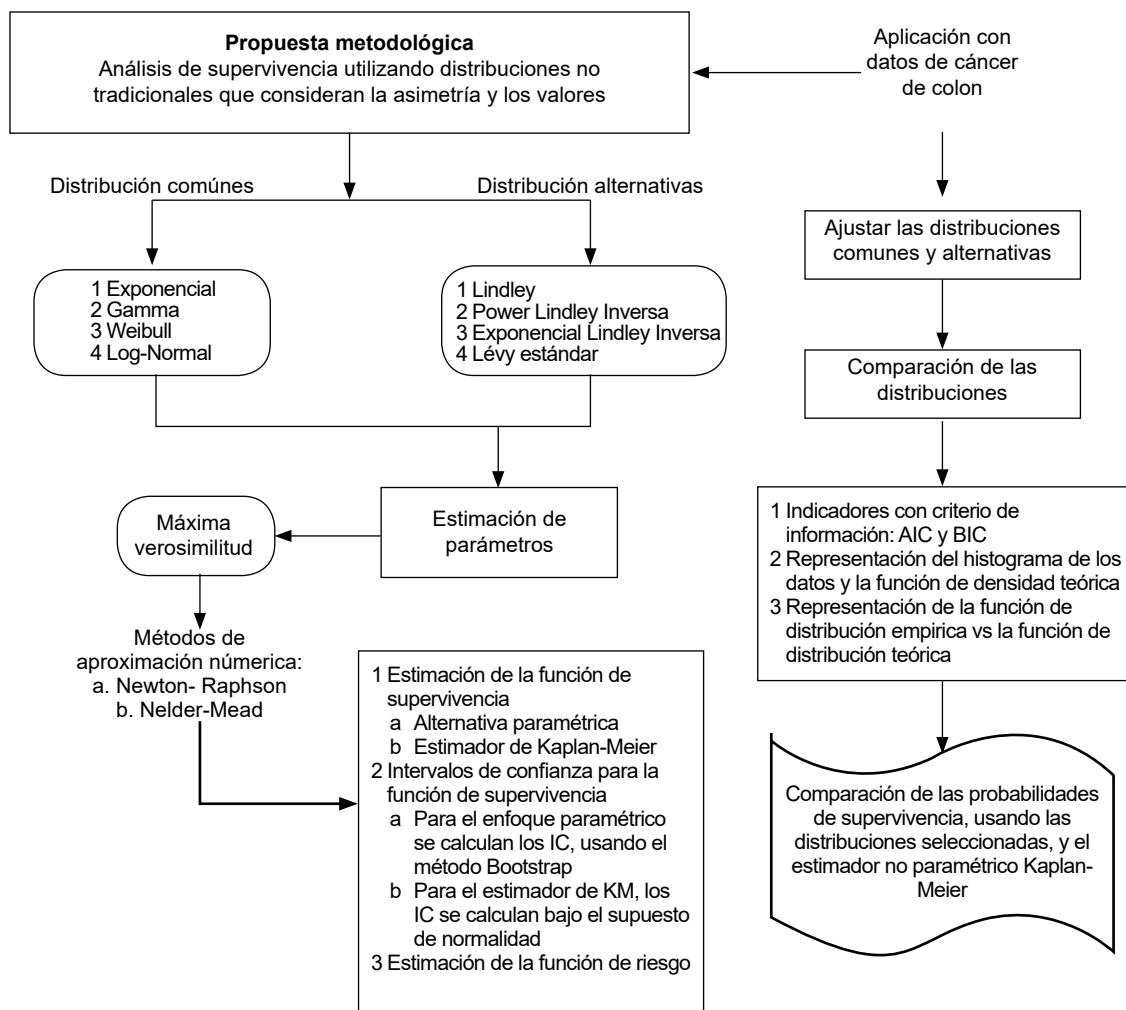 Propuesta metodológica
Análisis de supervivencia utilizando distribuciones no
tradicionales que consideran la asimetría y los valores
Aplicación con
datos de cáncer
de colon
Distribución comúnes
Distribución alternativas
1 Exponencial
2 Gamma
3 Weibull
4 Log-Normal
1 Lindley
2 Power Lindley Inversa
3 Exponencial Lindley Inversa
4 Lévy estándar
Estimación de
parámetros
Máxima
verosimilitud
Métodos de
aproximación númerica:
a. Newton- Raphson
b. Nelder-Mead
1 Estimación de la función de
supervivencia
a Alternativa paramétrica
b Estimador de Kaplan-Meier
2 Intervalos de confianza para la
función de supervivencia
a Para el enfoque paramétrico
se calculan los IC, usando el
método Bootstrap
b Para el estimador de KM, los
IC se calculan bajo el supuesto
de normalidad
3 Estimación de la función de riesgo
Ajustar las distribuciones
comunes y alternativas
Comparación de las
distribuciones
1 Indicadores con criterio de
información: AIC y BIC
2 Representación del histograma de los
datos y la función de densidad teórica
3 Representación de la función de
distribución empirica vs la función de
distribución teórica
Comparación de las probabilidades
de supervivencia, usando las
distribuciones seleccionadas, y el
estimador no paramétrico Kaplan-
Meier